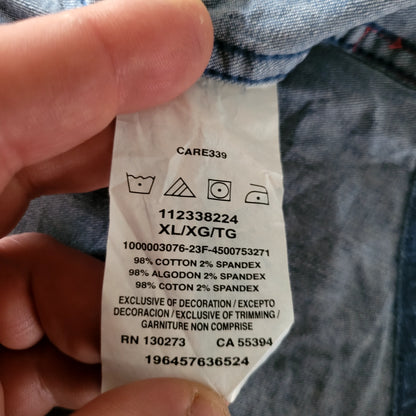 CARE339
112338224
XL/XG/TG
1000003076-23F-4500753271
98% COTTON 2% SPANDEX
98% ALGODON 2% SPANDEX
98% COTON 2% SPANDEX
EXCLUSIVE OF DECORATION / EXCEPTO
DECORACION / EXCLUSIVE OF TRIMMING /
GARNITURE NON COMPRISE
RN 130273 CA 55394
196457636524